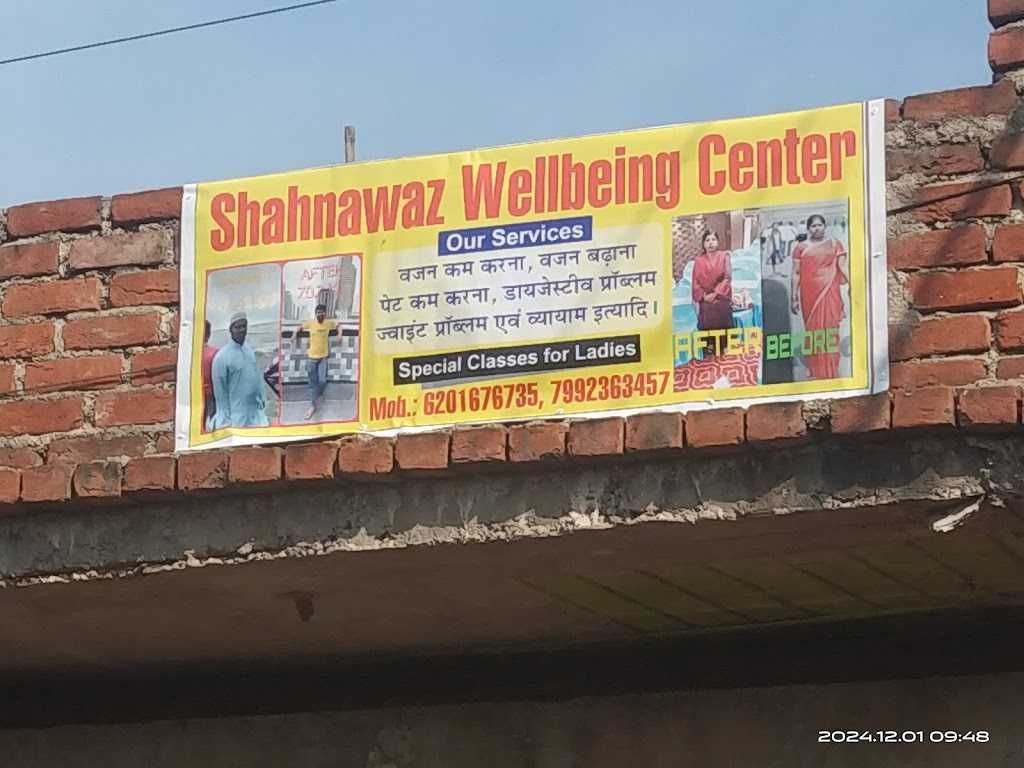 Shahnawaz Wellbeing Center
Our Services
वजन कम करना, वजन बढ़ाना
पेट कम करना, डायजेस्टीव प्रॉब्लम
ज्वाइंट प्रॉब्लम एवं व्यायाम इत्यादि।
Special Classes for Ladies
Mob.: 6201676735, 7992363457
AFTER
AFTER BEFORE
2024.12.01 09:48